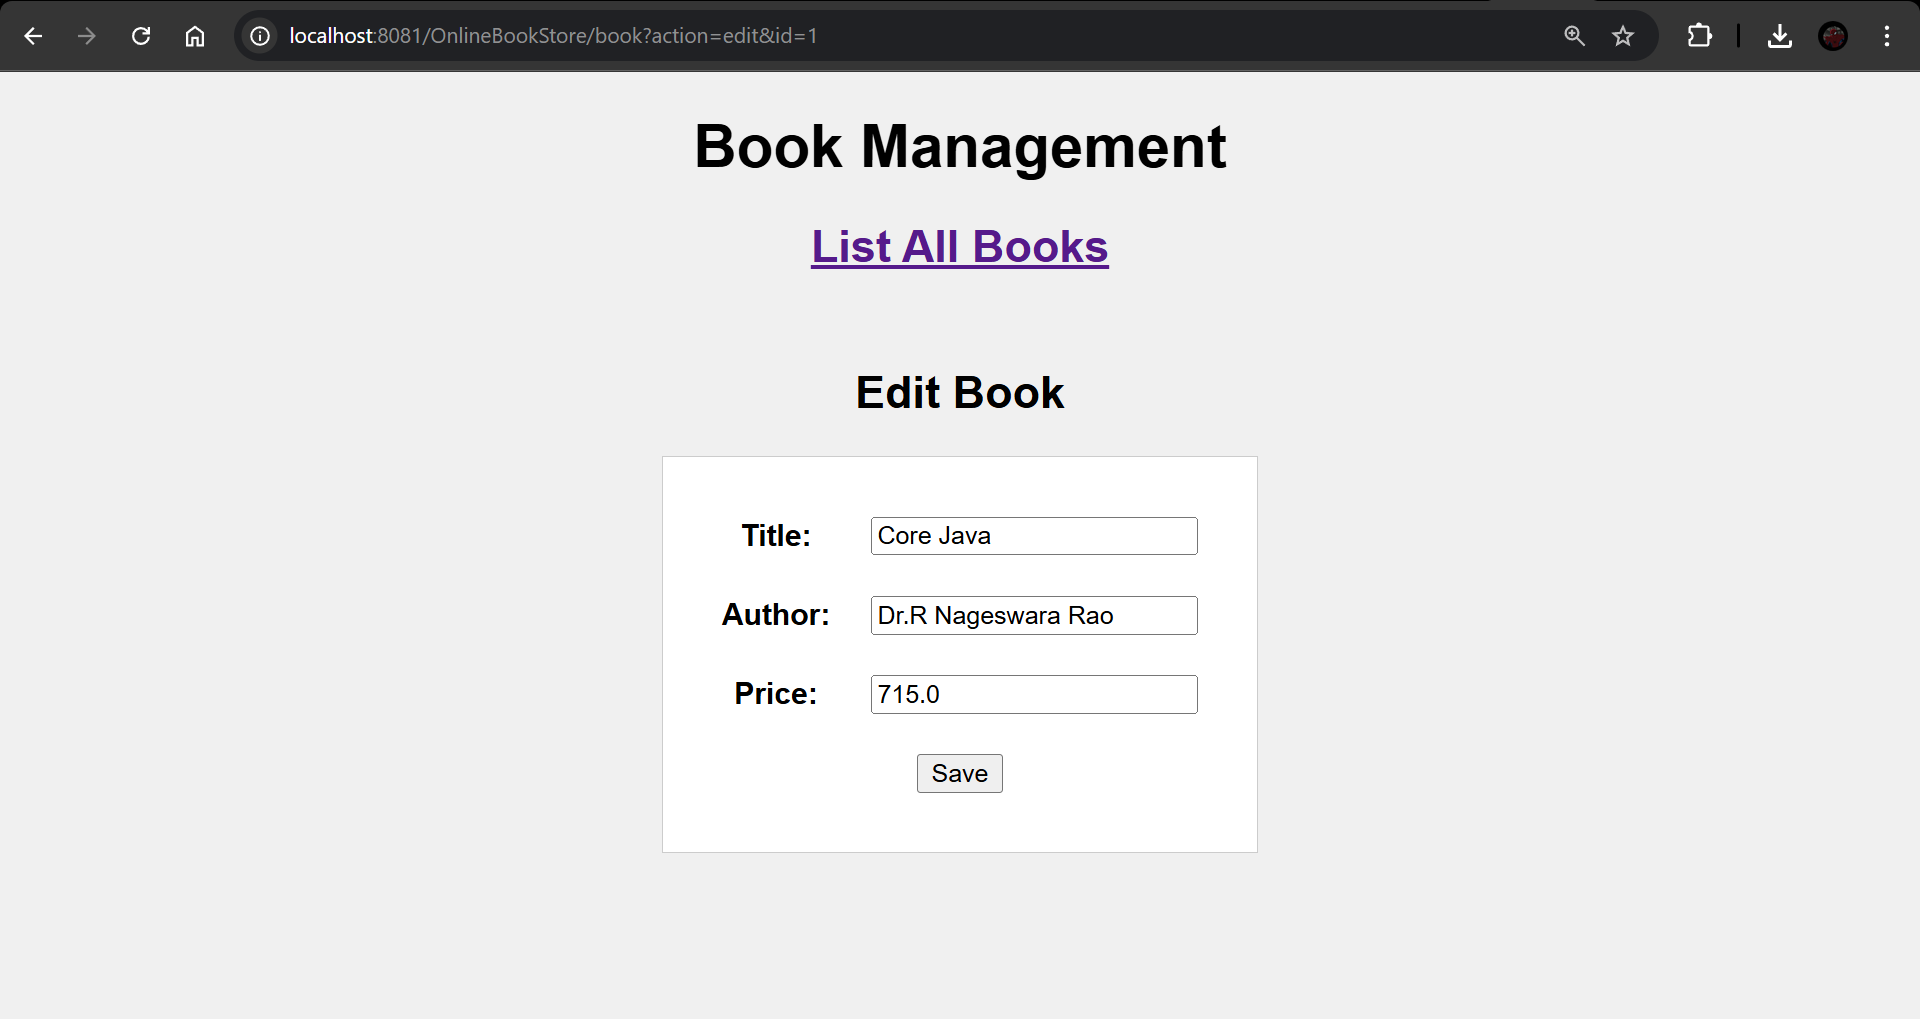 localhost:8081/OnlineBookStore/book?action=edit&id=1
Book Management
List All Books
Edit Book
Title: Core Java
Author: Dr.R Nageswara Rao
Price: 715.0
Save